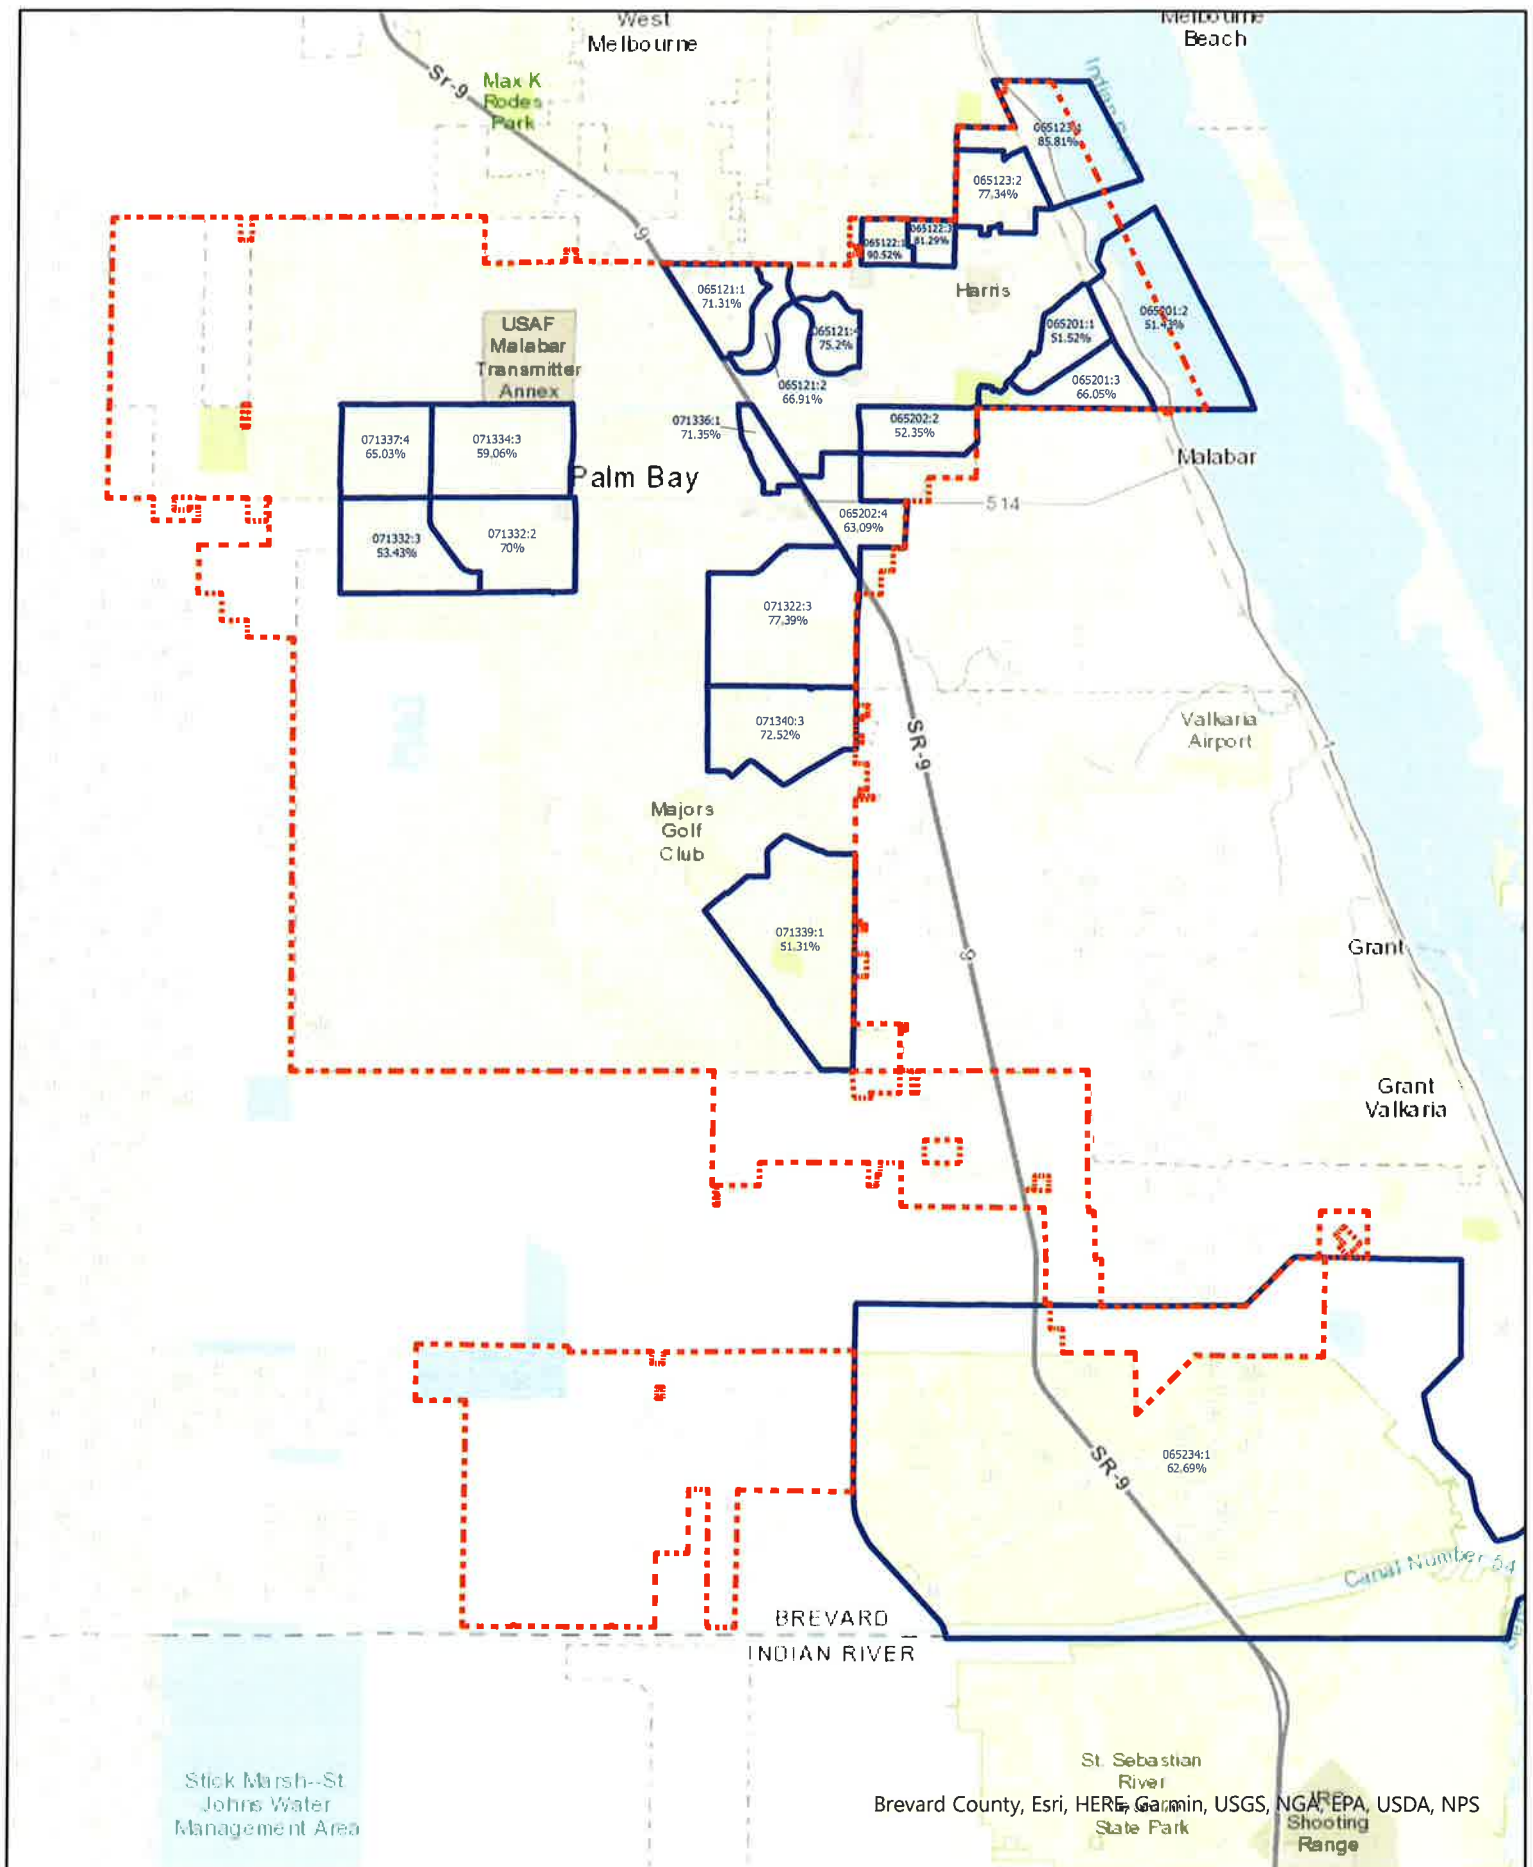 West
Melbourne
Melbourne
Beach
Sr-9
Max K
Rodes
Park
065123:1
85.81%
065123:2
77.34%
9
065122:1
90.52%
065122:3
81.29%
Harris
065121:1
71.31%
065121:4
75.2%
065121:2
66.91%
065201:1
51.52%
065201:2
51.43%
065201:3
66.05%
USAF
Malabar
Transmitter
Annex
071336:1
71.35%
065202:2
52.35%
071337:4
65.03%
071334:3
59.06%
Palm Bay
Malabar
514
065202:4
63.09%
071332:3
53.43%
071332:2
70%
071322:3
77.39%
071340:3
72.52%
SR-9
Valkaria
Airport
1
Majors
Golf
Club
071339:1
51.31%
9
Grant
Grant
Valkaria
065234:1
62.69%
SR-9
Canal Number 54
BREVARD
INDIAN RIVER
Stick Marsh--St.
Johns Water
Management Area
St. Sebastian
River
State Park
Brevard County, Esri, HERE, Garmin, USGS, NGA, EPA, USDA, NPS
Shooting
Range